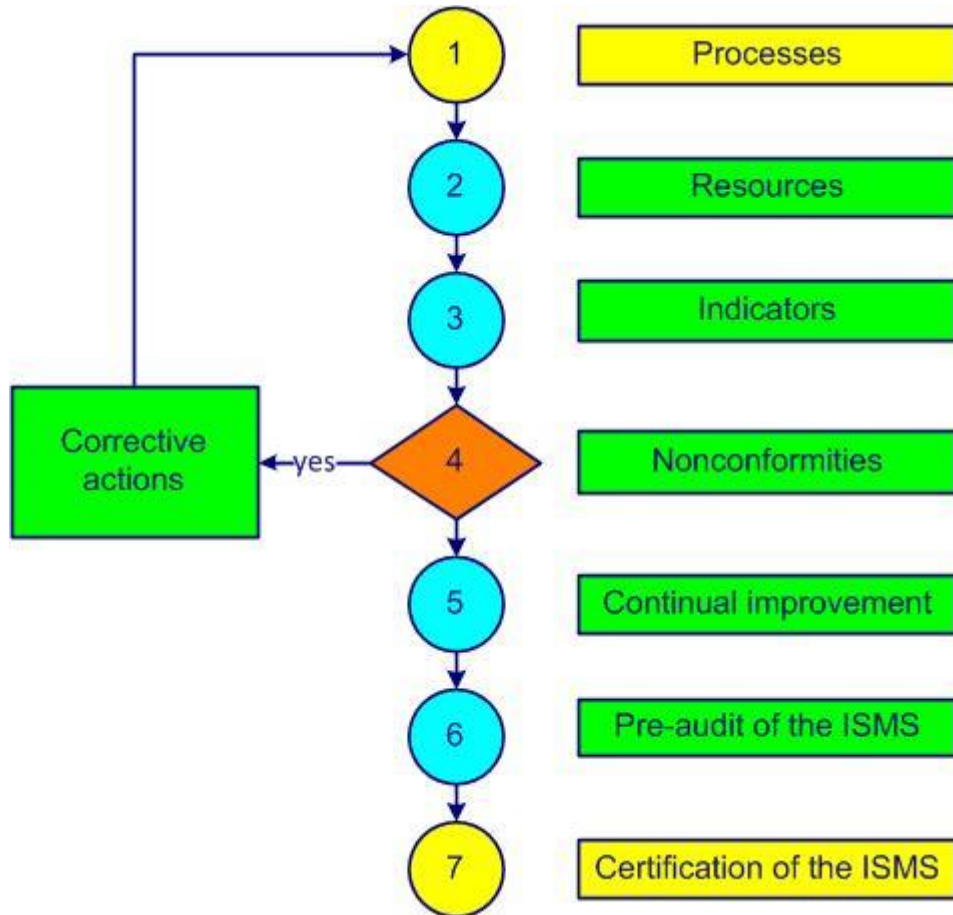 1
Processes
2
Resources
3
Indicators
Corrective
actions
yes
4
Nonconformities
5
Continual improvement
6
Pre-audit of the ISMS
7
Certification of the ISMS